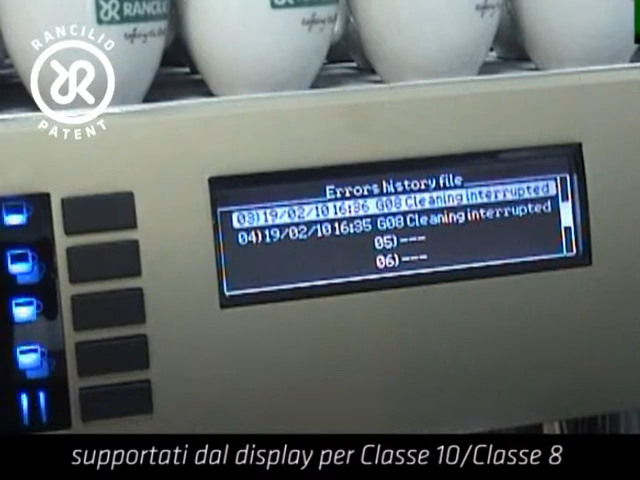 RANCILIO
RANCILIO
PATENT
Errors history file
03)19/02/10 16:36 G08 Cleaning interrupted
04)19/02/10 16:35 G08 Cleaning interrupted
05)---
06)---
supportati dal display per Classe 10/Classe 8